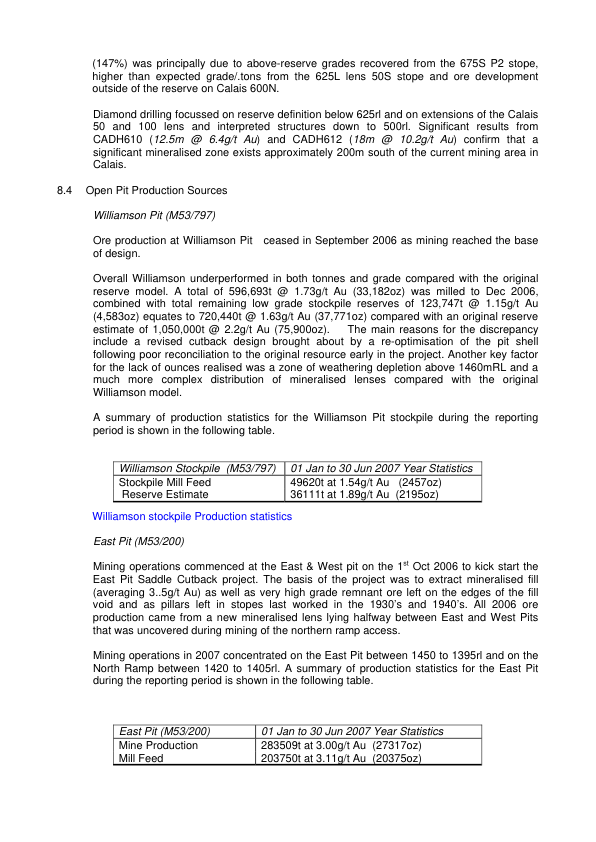 (147%) was principally due to above-reserve grades recovered from the 675S P2 stope,
higher than expected grade/.tons from the 625L lens 50S stope and ore development
outside of the reserve on Calais 600N.
Diamond drilling focussed on reserve definition below 625rl and on extensions of the Calais
50 and 100 lens and interpreted structures down to 500rl. Significant results from
CADH610 (12.5m @ 6.4g/t Au) and CADH612 (18m @ 10.2g/t Au) confirm that a
significant mineralised zone exists approximately 200m south of the current mining area in
Calais.
8.4 Open Pit Production Sources
Williamson Pit (M53/797)
Ore production at Williamson Pit ceased in September 2006 as mining reached the base
of design.
Overall Williamson underperformed in both tonnes and grade compared with the original
reserve model. A total of 596,693t @ 1.73g/t Au (33,182oz) was milled to Dec 2006,
combined with total remaining low grade stockpile reserves of 123,747t @ 1.15g/t Au
(4,583oz) equates to 720,440t @ 1.63g/t Au (37,771oz) compared with an original reserve
estimate of 1,050,000t @ 2.2g/t Au (75,900oz). The main reasons for the discrepancy
include a revised cutback design brought about by a re-optimisation of the pit shell
following poor reconciliation to the original resource early in the project. Another key factor
for the lack of ounces realised was a zone of weathering depletion above 1460mRL and a
much more complex distribution of mineralised lenses compared with the original
Williamson model.
A summary of production statistics for the Williamson Pit stockpile during the reporting
period is shown in the following table.
Williamson Stockpile (M53/797) 01 Jan to 30 Jun 2007 Year Statistics
Stockpile Mill Feed 49620t at 1.54g/t Au (2457oz)
Reserve Estimate 36111t at 1.89g/t Au (2195oz)
Williamson stockpile Production statistics
East Pit (M53/200)
Mining operations commenced at the East & West pit on the 1st Oct 2006 to kick start the
East Pit Saddle Cutback project. The basis of the project was to extract mineralised fill
(averaging 3..5g/t Au) as well as very high grade remnant ore left on the edges of the fill
void and as pillars left in stopes last worked in the 1930's and 1940's. All 2006 ore
production came from a new mineralised lens lying halfway between East and West Pits
that was uncovered during mining of the northern ramp access.
Mining operations in 2007 concentrated on the East Pit between 1450 to 1395rl and on the
North Ramp between 1420 to 1405rl. A summary of production statistics for the East Pit
during the reporting period is shown in the following table.
East Pit (M53/200) 01 Jan to 30 Jun 2007 Year Statistics
Mine Production 283509t at 3.00g/t Au (27317oz)
Mill Feed 203750t at 3.11g/t Au (20375oz)